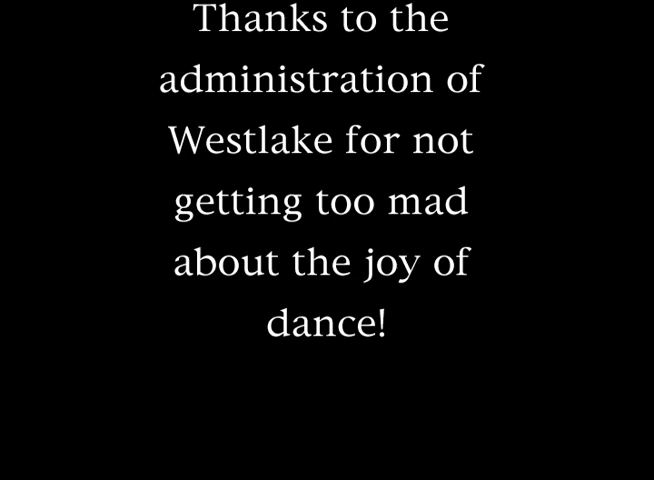 Thanks to the
administration of
Westlake for not
getting too mad
about the joy of
dance!